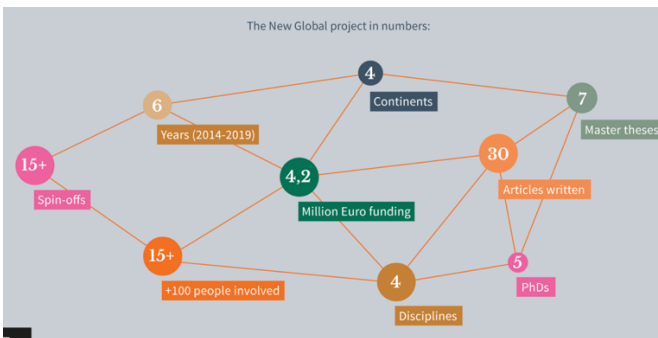 The New Global project in numbers:
4
Continents
6
Years (2014-2019)
7
Master theses
15+
Spin-offs
4,2
Million Euro funding
30
Articles written
15+
+100 people involved
4
Disciplines
5
PhDs